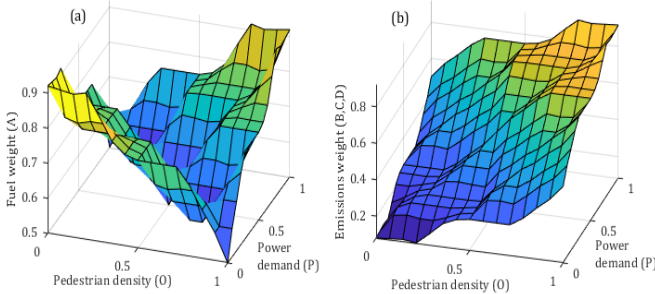 (a)
Fuel weight (A)
0.9
0.8
0.7
0.6
0.5
0
0.5
1
Pedestrian density (O)
0
0.5
1
Power
demand (P)
(b)
Emissions weight (B,C,D)
0.8
0.6
0.4
0.2
0
0.5
1
Pedestrian density (O)
0
0.5
1
Power
demand (P)